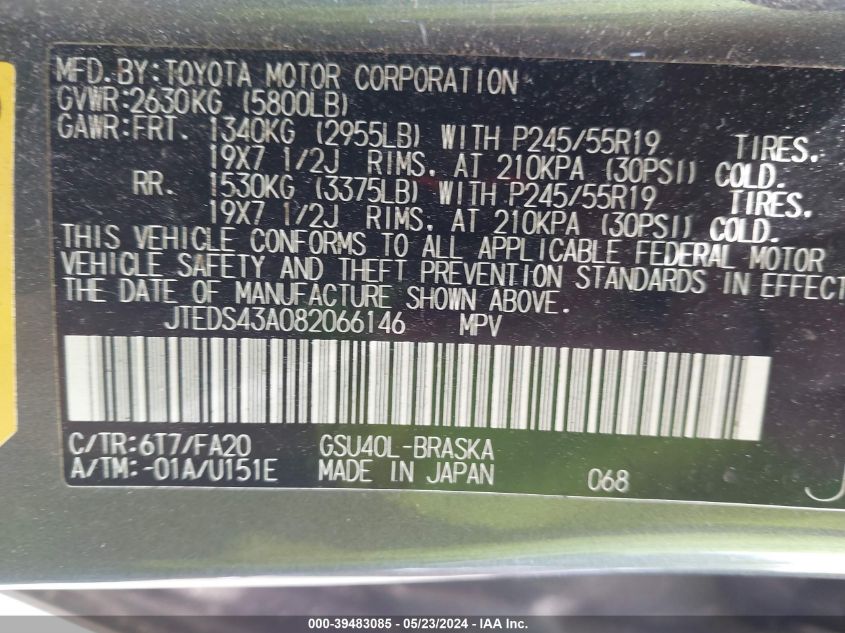 MFD. BY: TOYOTA MOTOR CORPORATION
GVWR: 2630KG (5800LB)
GAWR: FRT. 1340KG (2955LB) WITH P245/55R19 TIRES.
19X7 1/2J RIMS. AT 210KPA (30PSI) COLD.
RR. 1530KG (3375LB) WITH P245/55R19 TIRES.
19X7 1/2J RIMS. AT 210KPA (30PSI) COLD.
THIS VEHICLE CONFORMS TO ALL APPLICABLE FEDERAL MOTOR
VEHICLE SAFETY AND THEFT PREVENTION STANDARDS IN EFFECT
THE DATE OF MANUFACTURE SHOWN ABOVE.
JTEDS43A082066146 MPV
C/TR: 6T7/FA20 GSU40L-BRASKA
A/TM: -01A/U151E MADE IN JAPAN 068
000-39483085 - 05/23/2024 - IAAI.COM